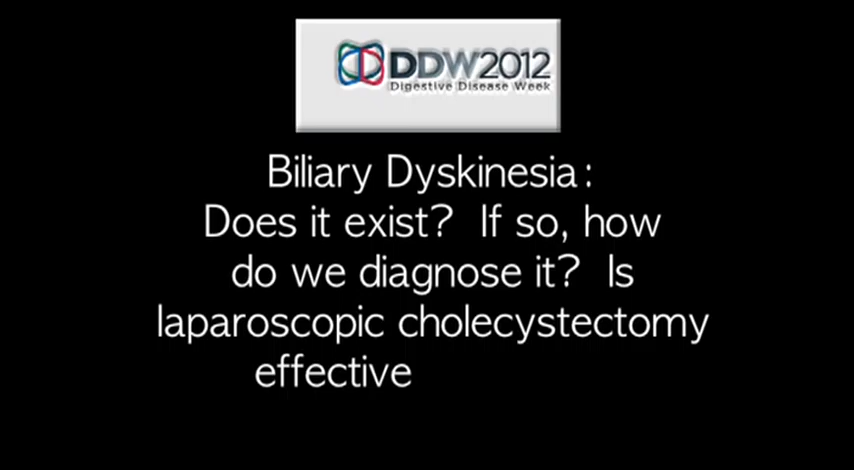 DDW2012
Digestive Disease Week
Biliary Dyskinesia:
Does it exist? If so, how
do we diagnose it? Is
laparoscopic cholecystectomy
effective